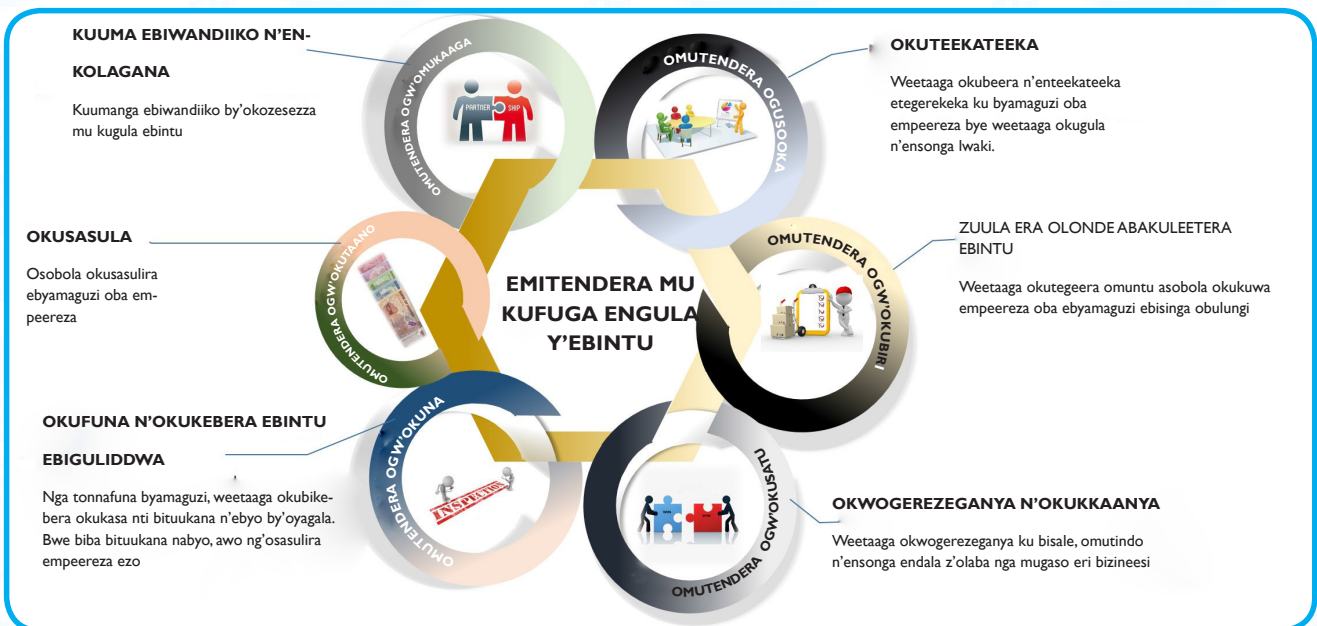 KUUMA EBIWANDIIKO N'EN-
KOLAGANA
Kuumanga ebiwandiiko by'okozesezza
mu kugula ebintu
OMUTENDERA OGW'OMUKAAGA
PARTNER SHIP
OMUTENDERA OGUSOOKA
OKUTEEKATEEKA
Weetaaga okubeera n'enteekateeka
etegerekeka ku byamaguzi oba
empeereza bye weetaaga okugula
n'ensonga lwaki.
OMUTENDERA OGW'OKUBIRI
ZUULA ERA OLONDE ABAKULEETERA
EBINTU
Weetaaga okutegeera omuntu asobola okukuwa
empeereza oba ebyamaguzi ebisinga obulungi
EMITENDERA MU
KUFUGA ENGULA
Y'EBINTU
OMUTENDERA OGW'OKUSATU
OKWOGEREZEGANYA N'OKUKKAANYA
Weetaaga okwogerezeganya ku bisale, omutindo
n'ensonga endala z'olaba nga mugaso eri bizineesi
OMUTENDERA OGW'OKUNA
INSPECTION
OKUFUNA N'OKUKEBERA EBINTU
EBIGULIDDWA
Nga tonnafuna byamaguzi, weetaaga okubike-
bera okukasa nti bituukana n'ebyo by'oyagala.
Bwe biba bituukana nabyo, awo ng'osasulira
empeereza ezo
OMUTENDERA OGW'OKUTAANO
OKUSASULA
Osobola okusasulira
ebyamaguzi oba em-
peereza